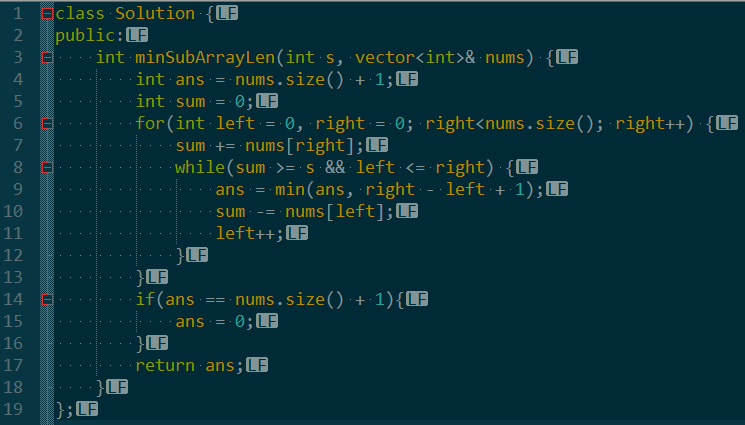 1 class Solution {LF
2 public:LF
3 int minSubArrayLen(int s, vector<int>& nums) {LF
4 int ans = nums.size() + 1;LF
5 int sum = 0;LF
6 for(int left = 0, right = 0; right<nums.size(); right++) {LF
7 sum += nums[right];LF
8 while(sum >= s && left <= right) {LF
9 ans = min(ans, right - left + 1);LF
10 sum -= nums[left];LF
11 left++;LF
12 }LF
13 }LF
14 if(ans == nums.size() + 1){LF
15 ans = 0;LF
16 }LF
17 return ans;LF
18 }LF
19 };LF